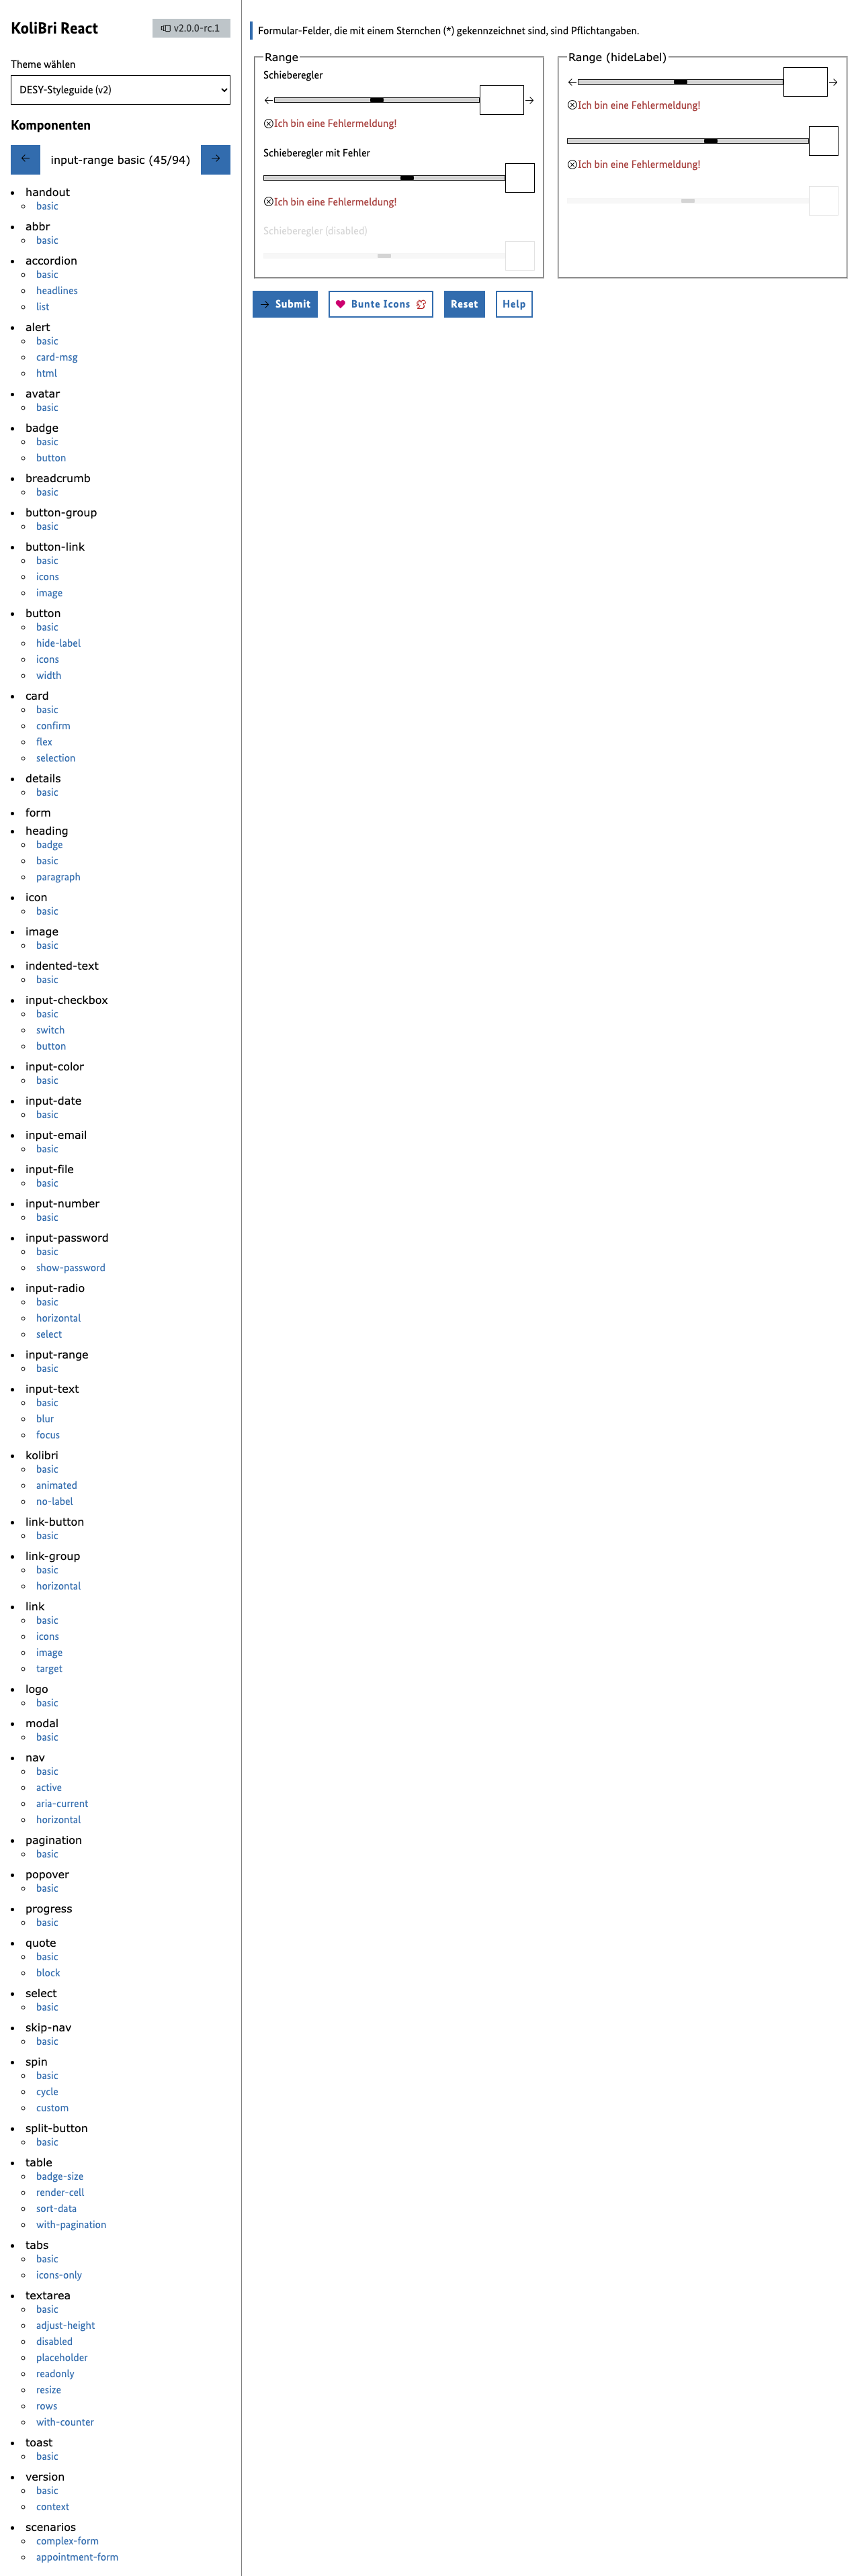 KoliBri React
v2.0.0-rc.1
Theme wählen
DESY-Styleguide (v2)
Komponenten
input-range basic (45/94)
handout
basic
abbr
basic
accordion
basic
headlines
list
alert
basic
card-msg
html
avatar
basic
badge
basic
button
breadcrumb
basic
button-group
basic
button-link
basic
icons
image
button
basic
hide-label
icons
width
card
basic
confirm
flex
selection
details
basic
form
heading
badge
basic
paragraph
icon
basic
image
basic
indented-text
basic
input-checkbox
basic
switch
button
input-color
basic
input-date
basic
input-email
basic
input-file
basic
input-number
basic
input-password
basic
show-password
input-radio
basic
horizontal
select
input-range
basic
input-text
basic
blur
focus
kolibri
basic
animated
no-label
link-button
basic
link-group
basic
horizontal
link
basic
icons
image
target
logo
basic
modal
basic
nav
basic
active
aria-current
horizontal
pagination
basic
popover
basic
progress
basic
quote
basic
block
select
basic
skip-nav
basic
spin
basic
cycle
custom
split-button
basic
table
badge-size
render-cell
sort-data
with-pagination
tabs
basic
icons-only
textarea
basic
adjust-height
disabled
placeholder
readonly
resize
rows
with-counter
toast
basic
version
basic
context
scenarios
complex-form
appointment-form
Formular-Felder, die mit einem Sternchen (*) gekennzeichnet sind, sind Pflichtangaben.
Range
Schieberegler
Ich bin eine Fehlermeldung!
Schieberegler mit Fehler
Ich bin eine Fehlermeldung!
Schieberegler (disabled)
Range (hideLabel)
Ich bin eine Fehlermeldung!
Ich bin eine Fehlermeldung!
Submit
Bunte Icons
Reset
Help